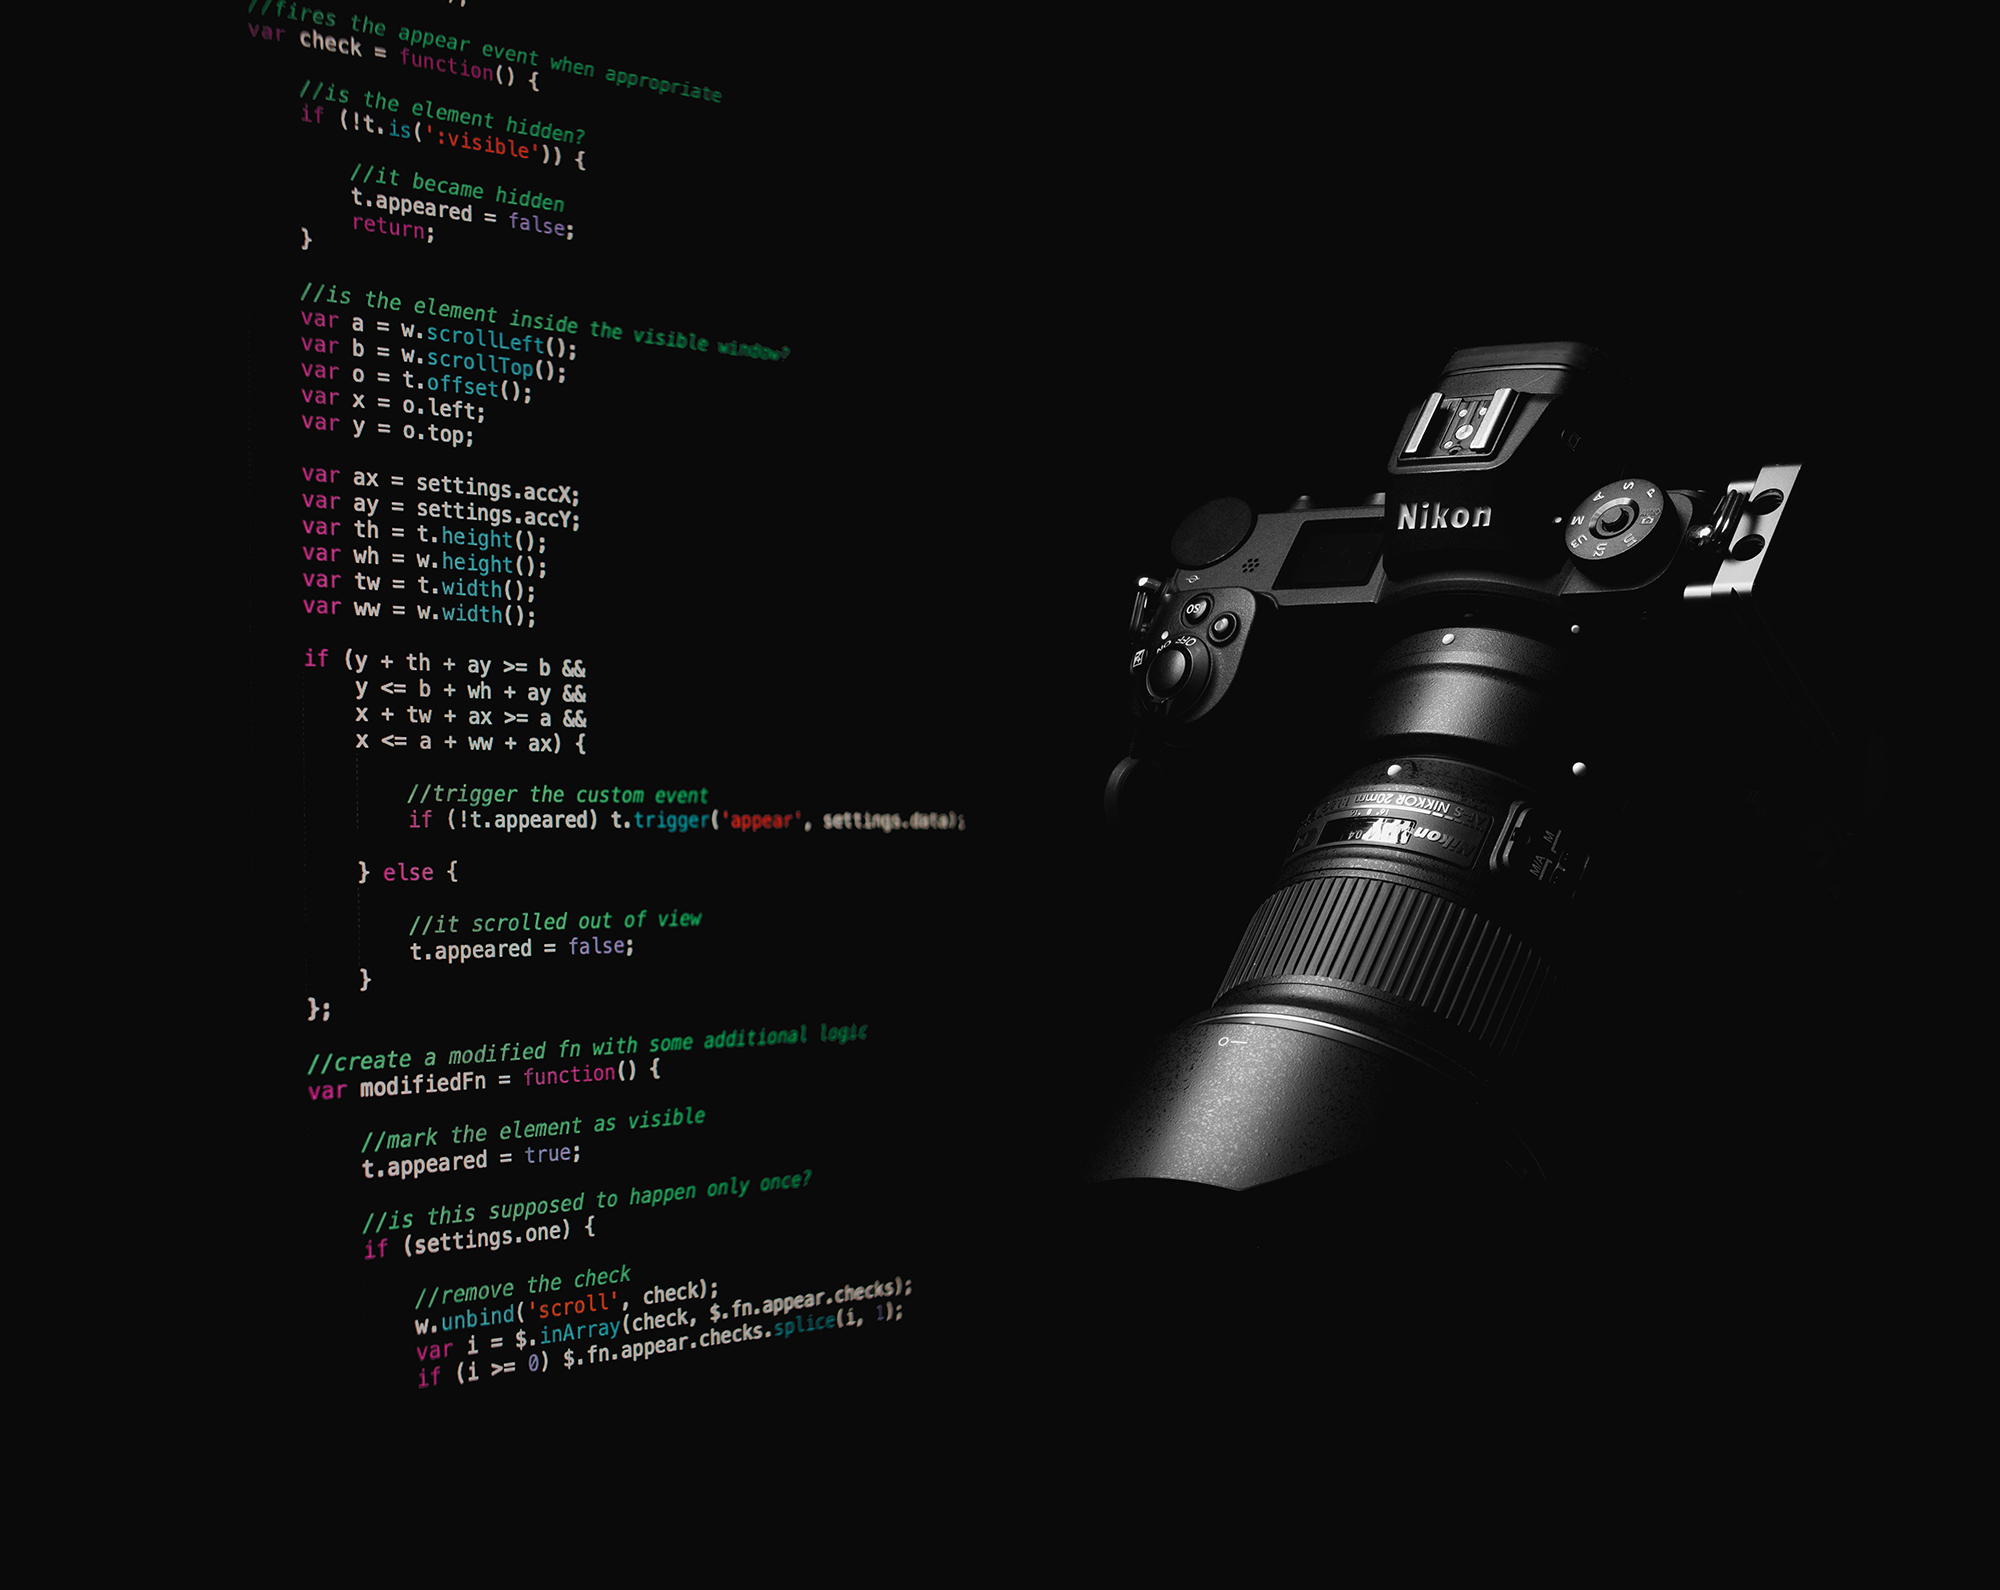 //fires the appear event when appropriate
var check = function() {
//is the element hidden?
if (!t.is(':visible')) {
//it became hidden
t.appeared = false;
return;
}
//is the element inside the visible window?
var a = w.scrollLeft();
var b = w.scrollTop();
var o = t.offset();
var x = o.left;
var y = o.top;
var ax = settings.accX;
var ay = settings.accY;
var th = t.height();
var wh = w.height();
var tw = t.width();
var ww = w.width();
if (y + th + ay >= b &&
y <= b + wh + ay &&
x + tw + ax >= a &&
x <= a + ww + ax) {
//trigger the custom event
if (!t.appeared) t.trigger('appear', settings.data);
} else {
//it scrolled out of view
t.appeared = false;
}
};
//create a modified fn with some additional logic
var modifiedFn = function() {
//mark the element as visible
t.appeared = true;
//is this supposed to happen only once?
if (settings.one) {
//remove the check
w.unbind('scroll', check);
var i = $.inArray(check, $.fn.appear.checks);
if (i >= 0) $.fn.appear.checks.splice(i, 1);
Nikon
P
S
A
M
U3
U2
U1
ISO
OFF
ON
NIKKOR 20mm
Nikon
M/A
M